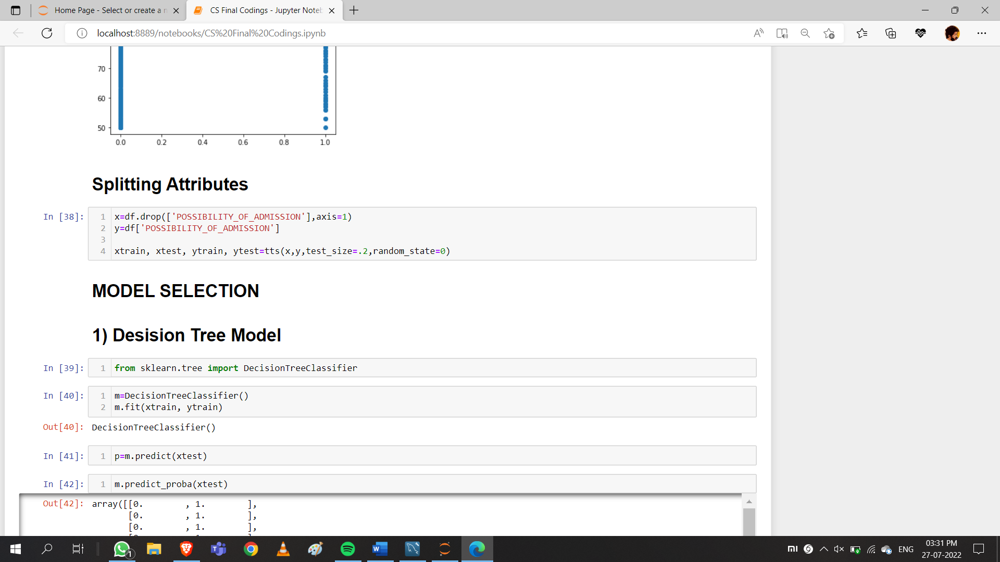 Home Page - Select or create a n
CS Final Codings - Jupyter Noteb
localhost:8889/notebooks/CS%20Final%20Codings.ipynb
70
60
50
0.0 0.2 0.4 0.6 0.8 1.0
Splitting Attributes
In [38]:
1 x=df.drop(['POSSIBILITY_OF_ADMISSION'],axis=1)
2 y=df['POSSIBILITY_OF_ADMISSION']
3
4 xtrain, xtest, ytrain, ytest=tts(x,y,test_size=.2,random_state=0)
MODEL SELECTION
1) Desision Tree Model
In [39]: 1 from sklearn.tree import DecisionTreeClassifier
In [40]: 1 m=DecisionTreeClassifier()
2 m.fit(xtrain, ytrain)
Out[40]: DecisionTreeClassifier()
In [41]: 1 p=m.predict(xtest)
In [42]: 1 m.predict_proba(xtest)
Out[42]: array([[0. , 1. ],
[0. , 1. ],
[0. , 1. ],
1
ENG
03:31 PM
27-07-2022